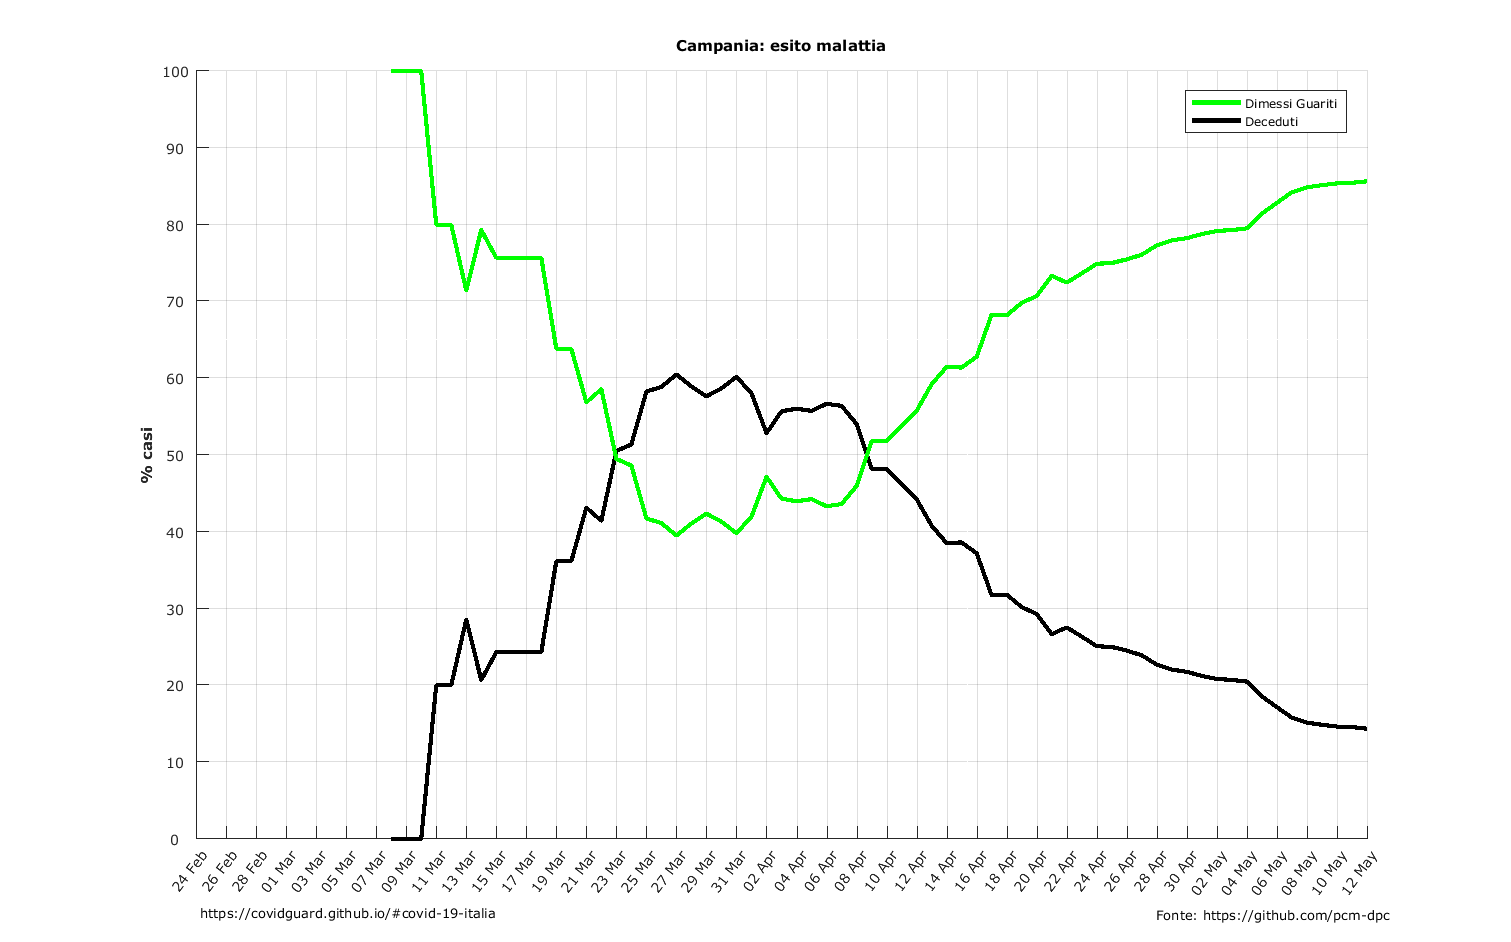 Campania: esito malattia
100
90
80
70
60
50
40
30
20
10
0
% casi
Dimessi Guariti
Deceduti
24 Feb
26 Feb
28 Feb
01 Mar
03 Mar
05 Mar
07 Mar
09 Mar
11 Mar
13 Mar
15 Mar
17 Mar
19 Mar
21 Mar
23 Mar
25 Mar
27 Mar
29 Mar
31 Mar
02 Apr
04 Apr
06 Apr
08 Apr
10 Apr
12 Apr
14 Apr
16 Apr
18 Apr
20 Apr
22 Apr
24 Apr
26 Apr
28 Apr
30 Apr
02 May
04 May
06 May
08 May
10 May
12 May
https://covidguard.github.io/#covid-19-italia
Fonte: https://github.com/pcm-dpc